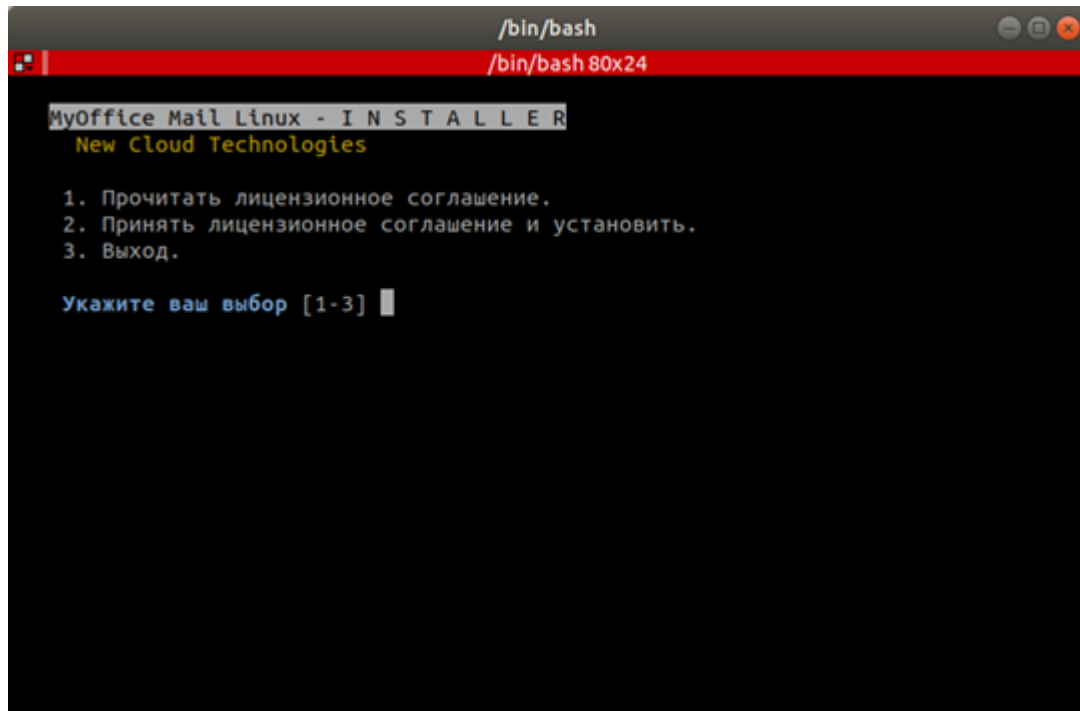 /bin/bash
/bin/bash 80x24
MyOffice Mail Linux - I N S T A L L E R
New Cloud Technologies
1. Прочитать лицензионное соглашение.
2. Принять лицензионное соглашение и установить.
3. Выход.
Укажите ваш выбор [1-3]